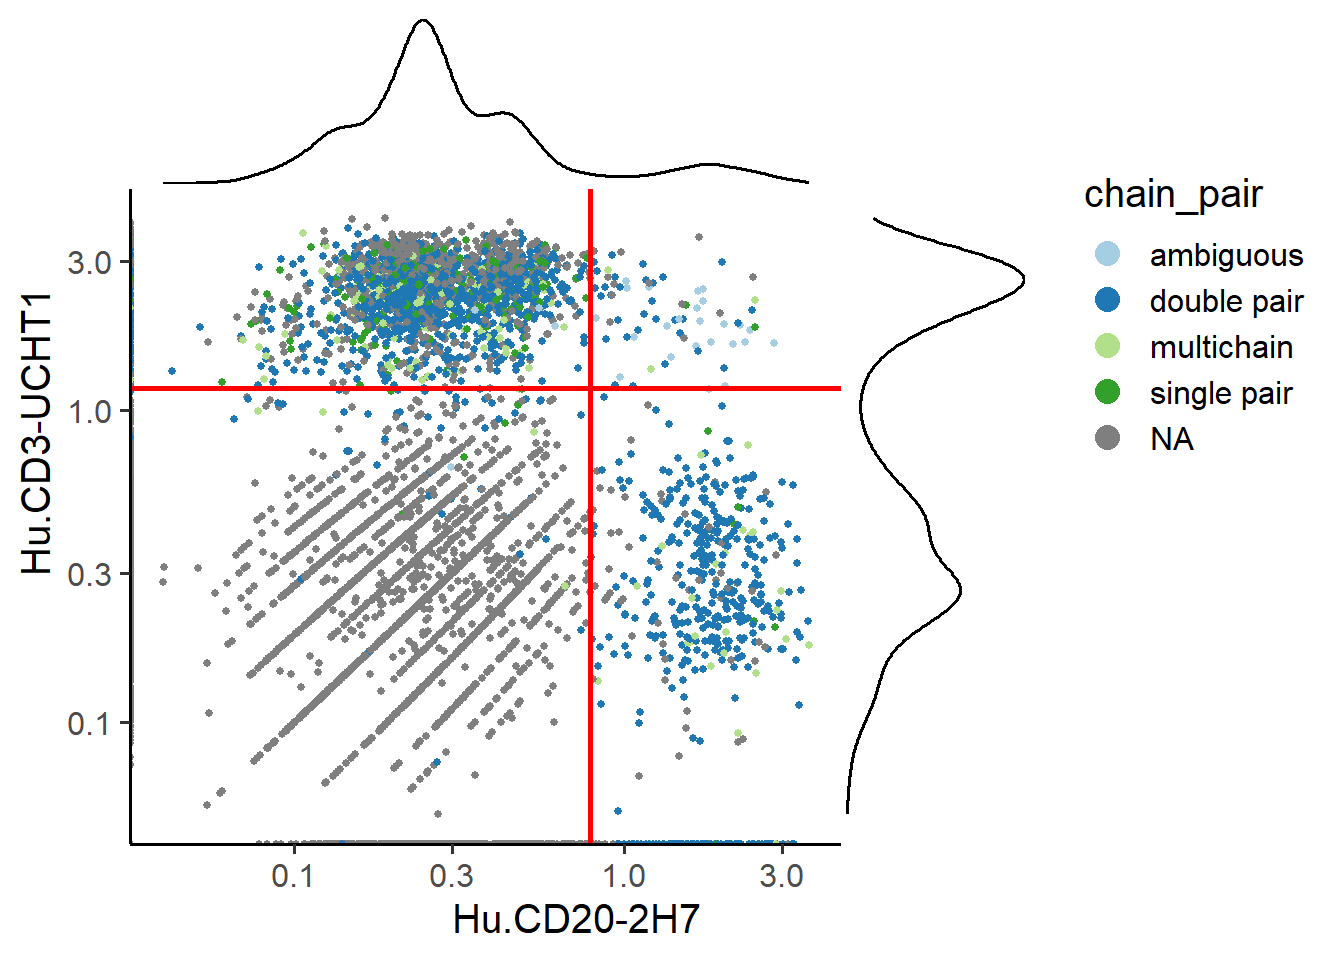 chain_pair
ambiguous
double pair
multichain
single pair
NA
Hu.CD3-UCHT1
3.0
1.0
0.3
0.1
0.1 0.3 1.0 3.0
Hu.CD20-2H7